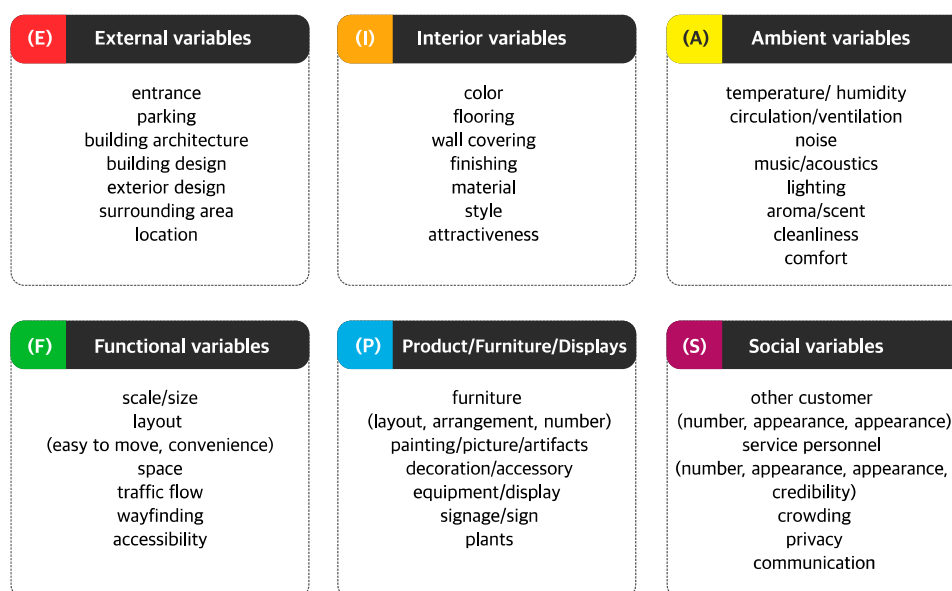 (E) External variables
entrance
parking
building architecture
building design
exterior design
surrounding area
location
(I) Interior variables
color
flooring
wall covering
finishing
material
style
attractiveness
(A) Ambient variables
temperature/ humidity
circulation/ventilation
noise
music/acoustics
lighting
aroma/scent
cleanliness
comfort
(F) Functional variables
scale/size
layout
(easy to move, convenience)
space
traffic flow
wayfinding
accessibility
(P) Product/Furniture/Displays
furniture
(layout, arrangement, number)
painting/picture/artifacts
decoration/accessory
equipment/display
signage/sign
plants
(S) Social variables
other customer
(number, appearance, appearance)
service personnel
(number, appearance, appearance,
credibility)
crowding
privacy
communication